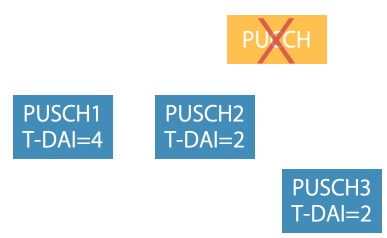 PUSCH
PUSCH1
T-DAI=4
PUSCH2
T-DAI=2
PUSCH3
T-DAI=2